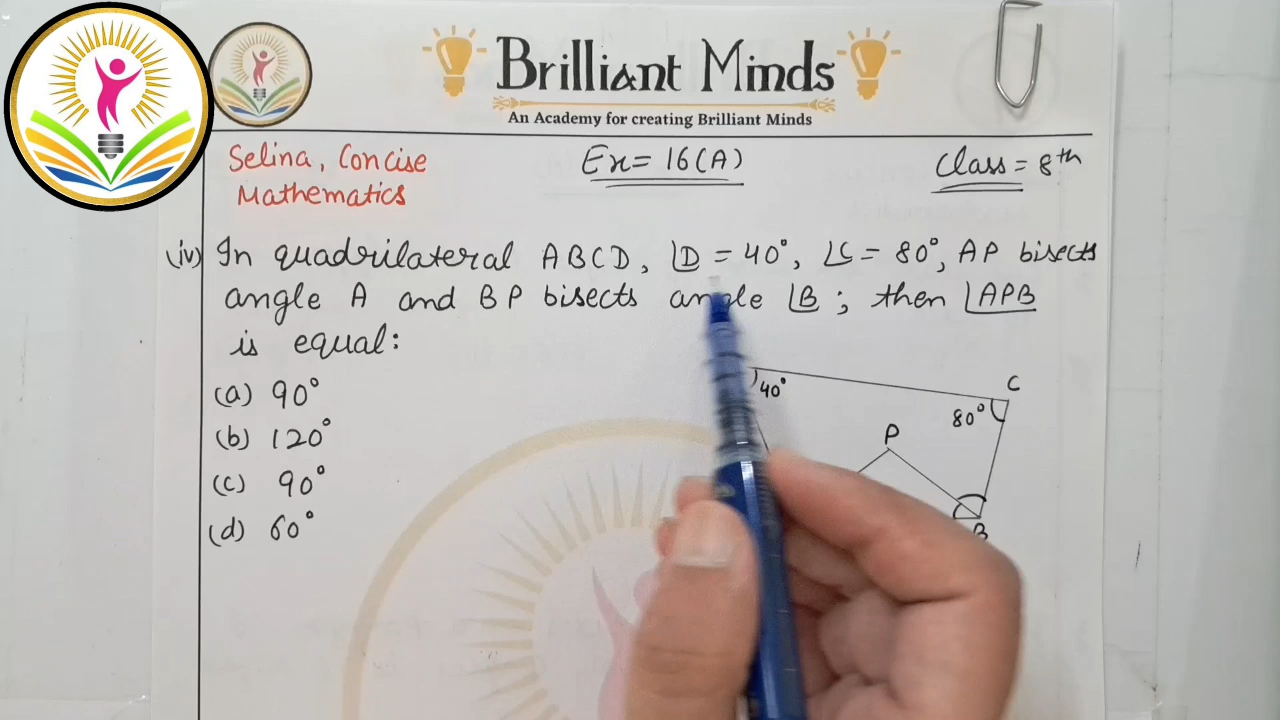 Brilliant Minds
An Academy for creating Brilliant Minds
Selina, Concise
Mathematics
Ex= 16(A)
Class = 8th
(iv) In quadrilateral ABCD, ∠D = 40°, ∠C = 80°, AP bisects
angle A and BP bisects angle ∠B ; then ∠APB
is equal:
(a) 90°
(b) 120°
(c) 90°
(d) 60°
40°
C
80°
P
B